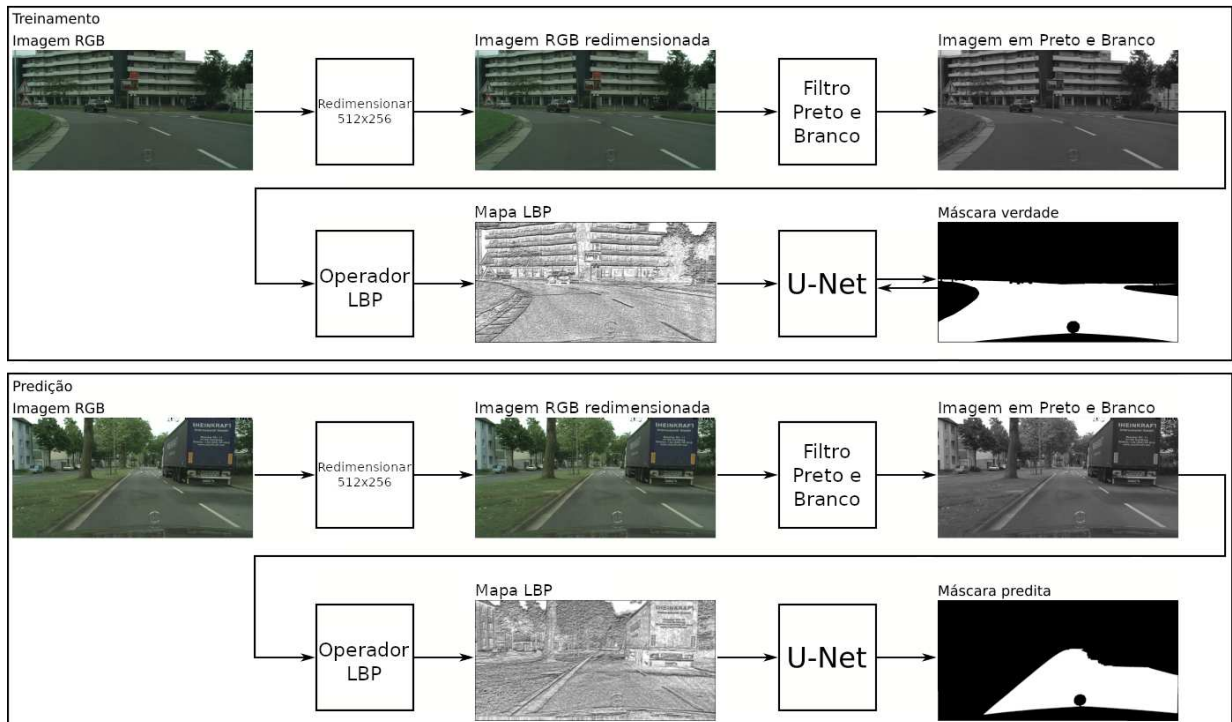 Treinamento
Imagem RGB
Imagem RGB redimensionada
Imagem em Preto e Branco
Redimensionar
512x256
Filtro
Preto e
Branco
Mapa LBP
Máscara verdade
Operador
LBP
U-Net
Predição
Imagem RGB
Imagem RGB redimensionada
Imagem em Preto e Branco
Redimensionar
512x256
Filtro
Preto e
Branco
Mapa LBP
Máscara predita
Operador
LBP
U-Net